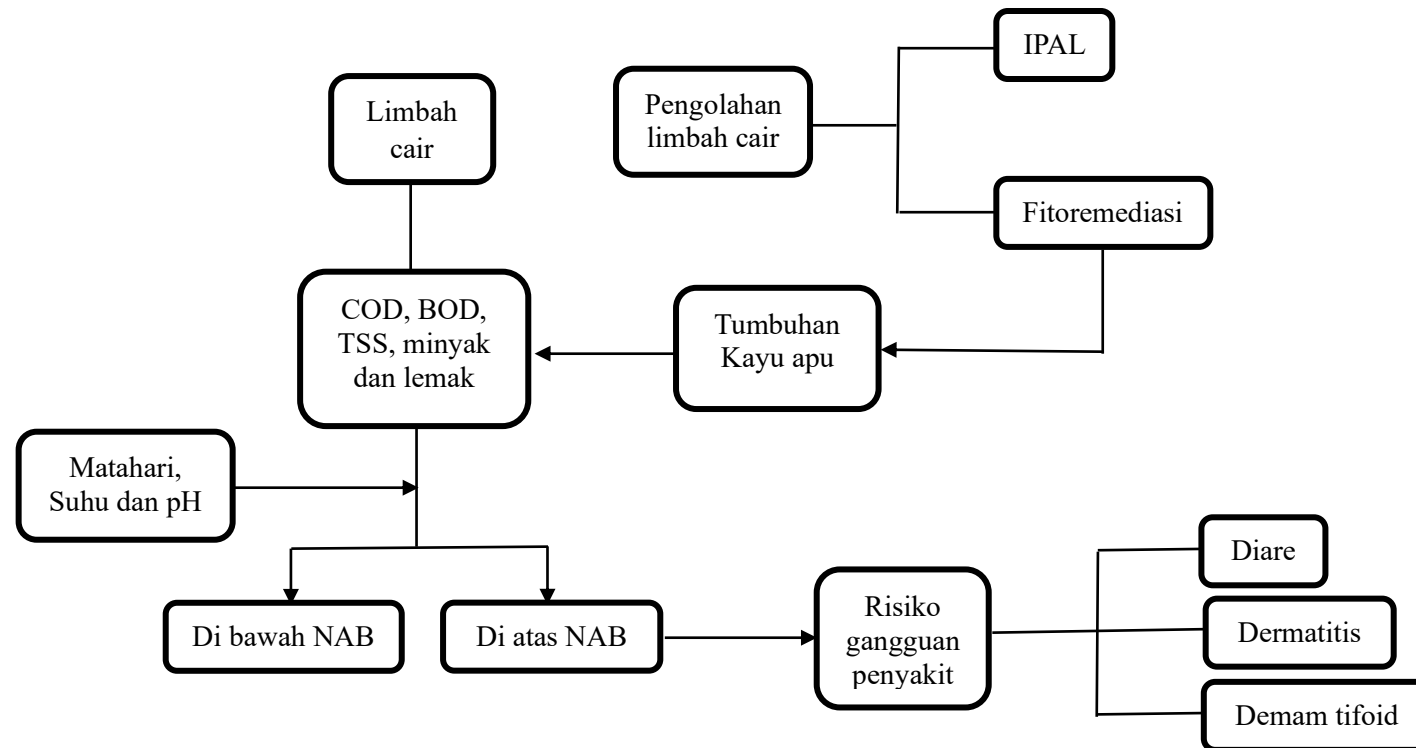 IPAL
Limbah
cair
Pengolahan
limbah cair
Fitoremediasi
COD, BOD,
TSS, minyak
dan lemak
Tumbuhan
Kayu apu
Matahari,
Suhu dan pH
Di bawah NAB
Di atas NAB
Risiko
gangguan
penyakit
Diare
Dermatitis
Demam tifoid